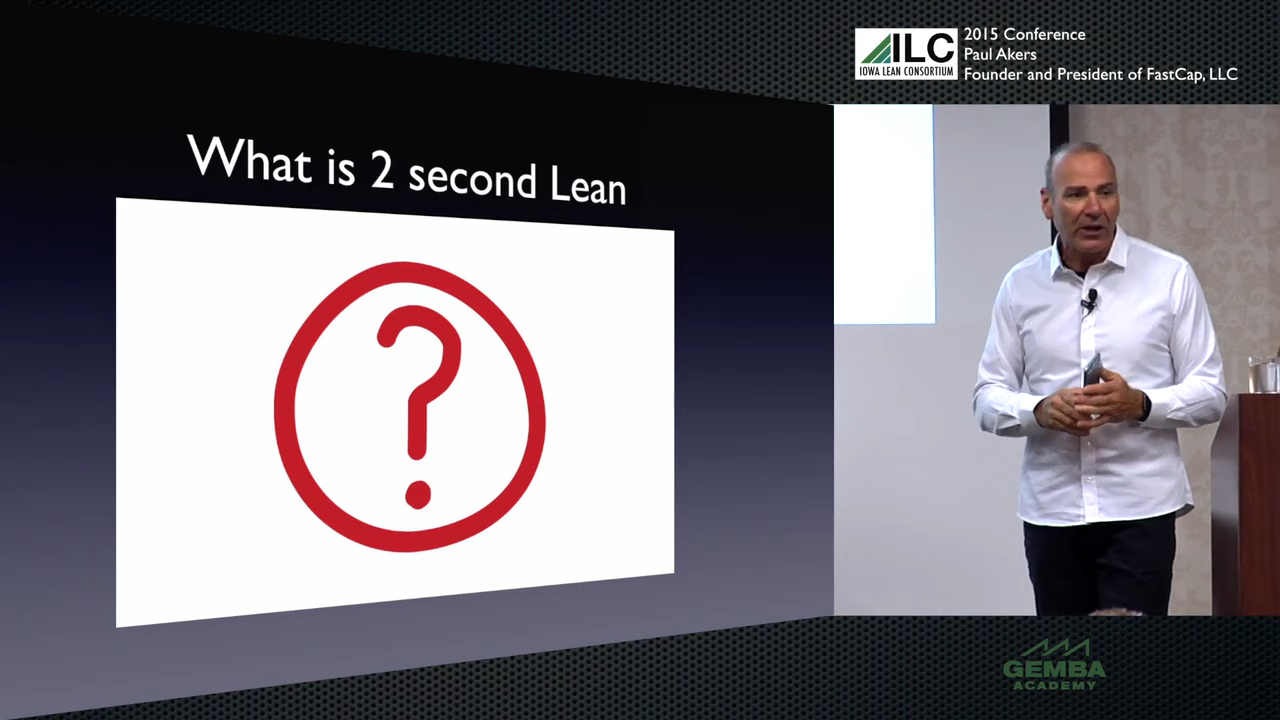 ILC
IOWA LEAN CONSORTIUM
2015 Conference
Paul Akers
Founder and President of FastCap, LLC
What is 2 second Lean
?
GEMBA
ACADEMY